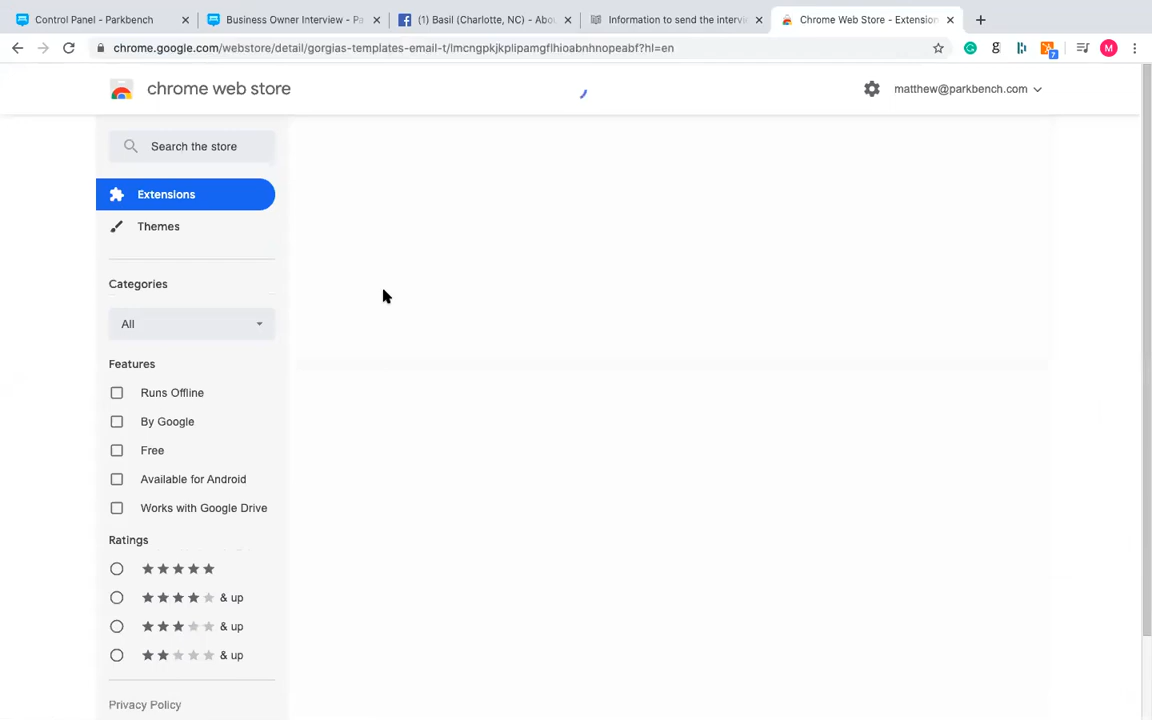 Control Panel - Parkbench
Business Owner Interview - Pa
(1) Basil (Charlotte, NC) - Abou
Information to send the intervi
Chrome Web Store - Extension
chrome.google.com/webstore/detail/gorgias-templates-email-t/lmcngpkjkplipamgflhioabnhnopeabf?hl=en
g
7
M
chrome web store
matthew@parkbench.com
Search the store
Extensions
Themes
Categories
All
Features
Runs Offline
By Google
Free
Available for Android
Works with Google Drive
Ratings
& up
& up
& up
Privacy Policy